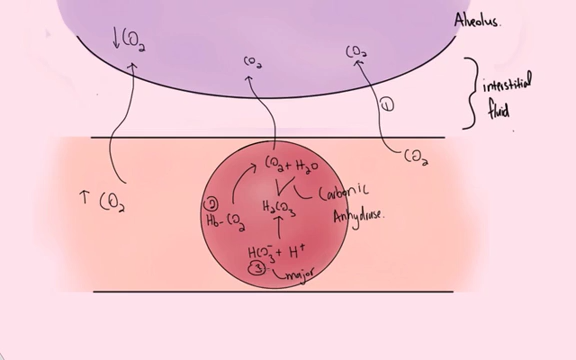 Alveolus.
↓CO₂
CO₂
CO₂
interstitial
fluid
①
CO₂
↑ CO₂
CO₂ + H₂O
② Hb-CO₂
H₂CO₃
Carbonic
Anhydrase.
HCO₃⁻ + H⁺
③ major